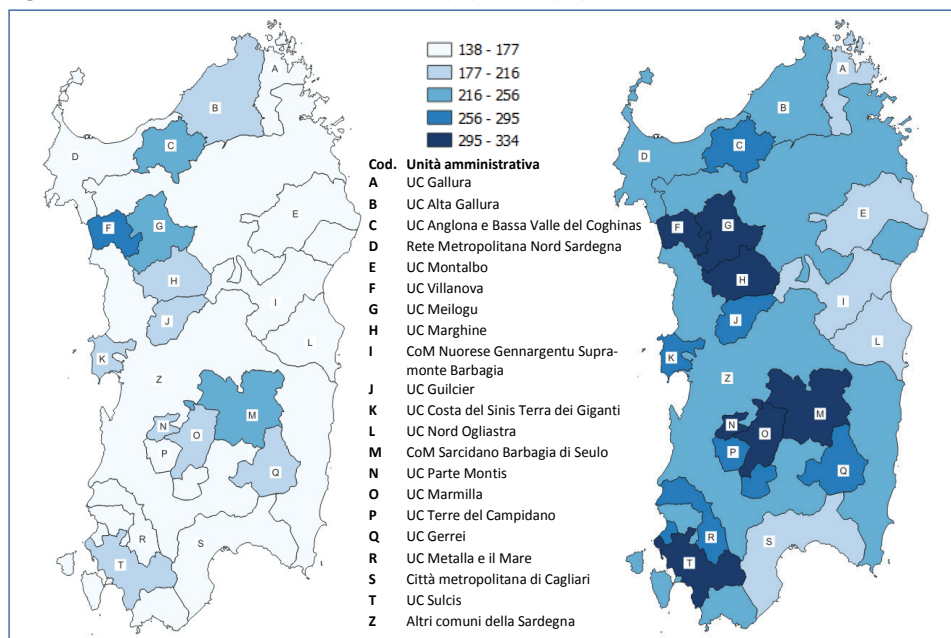 A
B
C
D
E
F
G
H
I
J
K
L
Z
M
N
O
P
Q
R
S
T
138 - 177
177 - 216
216 - 256
256 - 295
295 - 334
Cod. Unità amministrativa
A UC Gallura
B UC Alta Gallura
C UC Anglona e Bassa Valle del Coghinas
D Rete Metropolitana Nord Sardegna
E UC Montalbo
F UC Villanova
G UC Meilogu
H UC Marghine
I CoM Nuorese Gennargentu Supra-
monte Barbagia
J UC Guilcier
K UC Costa del Sinis Terra dei Giganti
L UC Nord Ogliastra
M CoM Sarcidano Barbagia di Seulo
N UC Parte Montis
O UC Marmilla
P UC Terre del Campidano
Q UC Gerrei
R UC Metalla e il Mare
S Città metropolitana di Cagliari
T UC Sulcis
Z Altri comuni della Sardegna
A
B
C
D
E
F
G
H
I
J
K
L
Z
M
N
O
P
Q
R
S
T